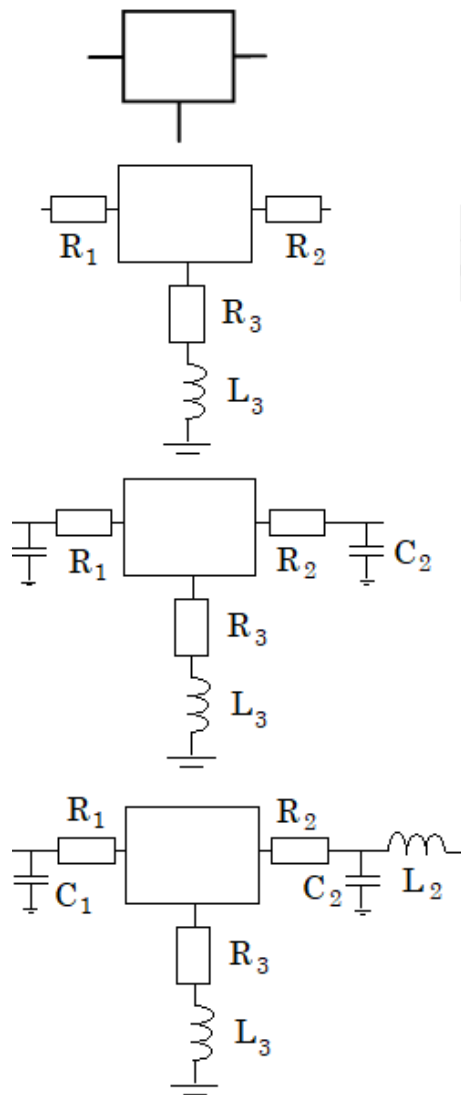 R₁ R₂
R₃
L₃
R₁ R₂ C₂
R₃
L₃
R₁ R₂
C₁ C₂ L₂
R₃
L₃